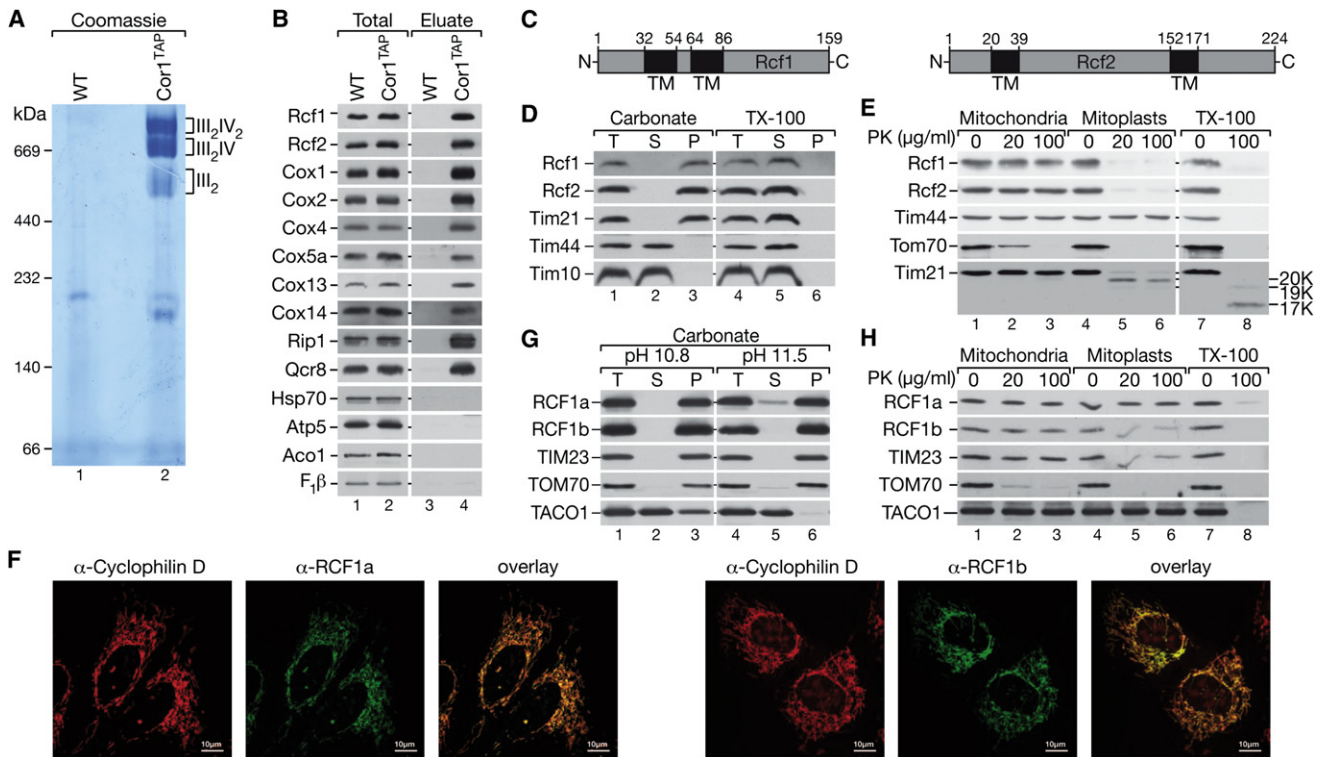 A
Coomassie
WT
Cor1TAP
kDa
669
440
232
140
66
III2IV2
III2IV
III2
1 2
B
Total Eluate
WT
Cor1TAP
WT
Cor1TAP
Rcf1
Rcf2
Cox1
Cox2
Cox4
Cox5a
Cox13
Cox14
Rip1
Qcr8
Hsp70
Atp5
Aco1
F1β
1 2 3 4
C
1 32 54 64 86 159
N Rcf1 C
TM TM
1 20 39 152 171 224
N Rcf2 C
TM TM
D
Carbonate TX-100
T S P T S P
Rcf1
Rcf2
Tim21
Tim44
Tim10
1 2 3 4 5 6
E
Mitochondria Mitoplasts TX-100
PK (µg/ml) 0 20 100 0 20 100 0 100
Rcf1
Rcf2
Tim44
Tom70
Tim21
20K
19K
17K
1 2 3 4 5 6 7 8
G
Carbonate
pH 10.8 pH 11.5
T S P T S P
RCF1a
RCF1b
TIM23
TOM70
TACO1
1 2 3 4 5 6
H
Mitochondria Mitoplasts TX-100
PK (µg/ml) 0 20 100 0 20 100 0 100
RCF1a
RCF1b
TIM23
TOM70
TACO1
1 2 3 4 5 6 7 8
F
α-Cyclophilin D α-RCF1a overlay
10µm 10µm 10µm
α-Cyclophilin D α-RCF1b overlay
10µm 10µm 10µm